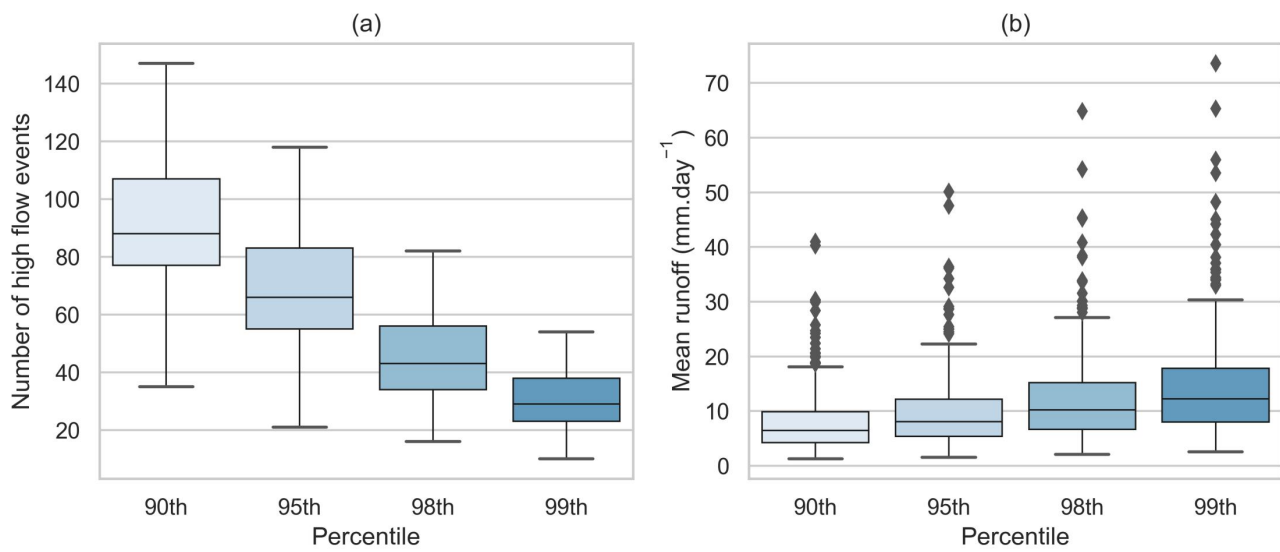 (a)
Number of high flow events
140
120
100
80
60
40
20
90th 95th 98th 99th
Percentile
(b)
Mean runoff (mm.day⁻¹)
70
60
50
40
30
20
10
0
90th 95th 98th 99th
Percentile